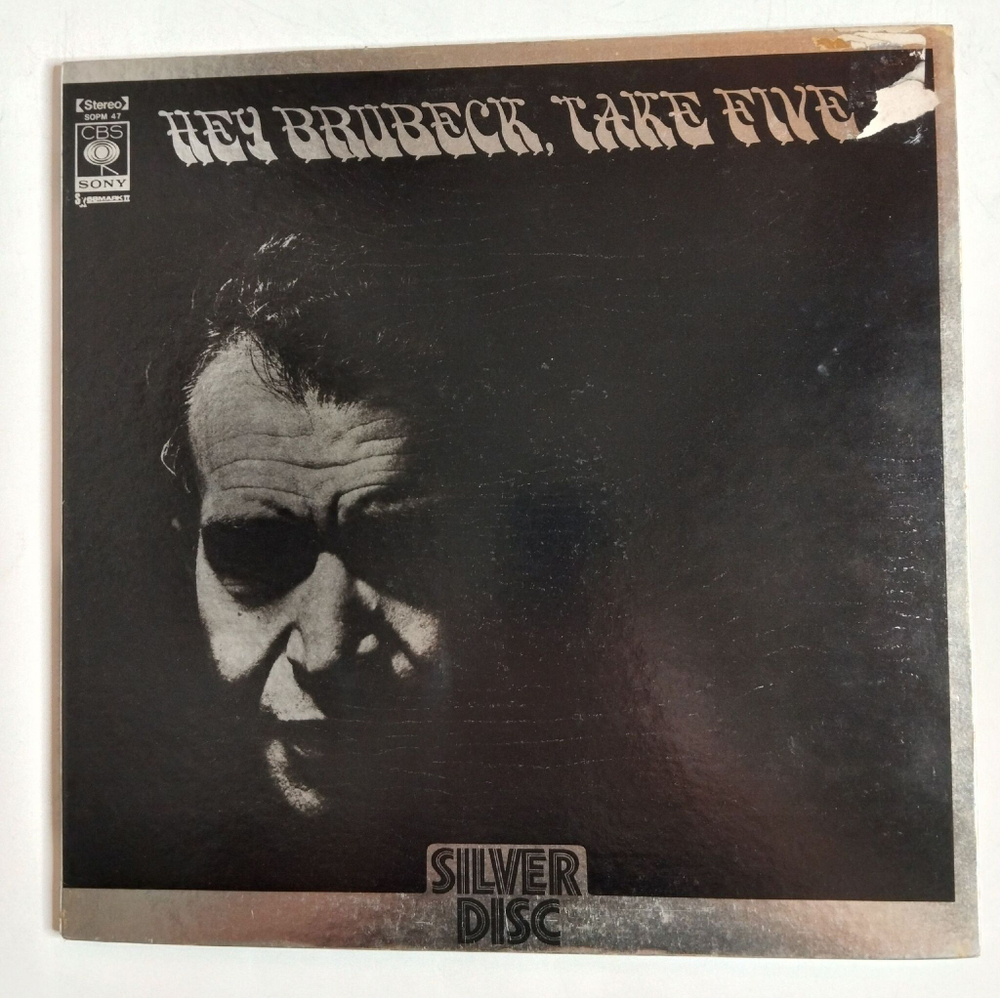 【Stereo】
SOPM 47
CBS
SONY
HEY BRUBECK, TAKE FIVE
SILVER
DISC